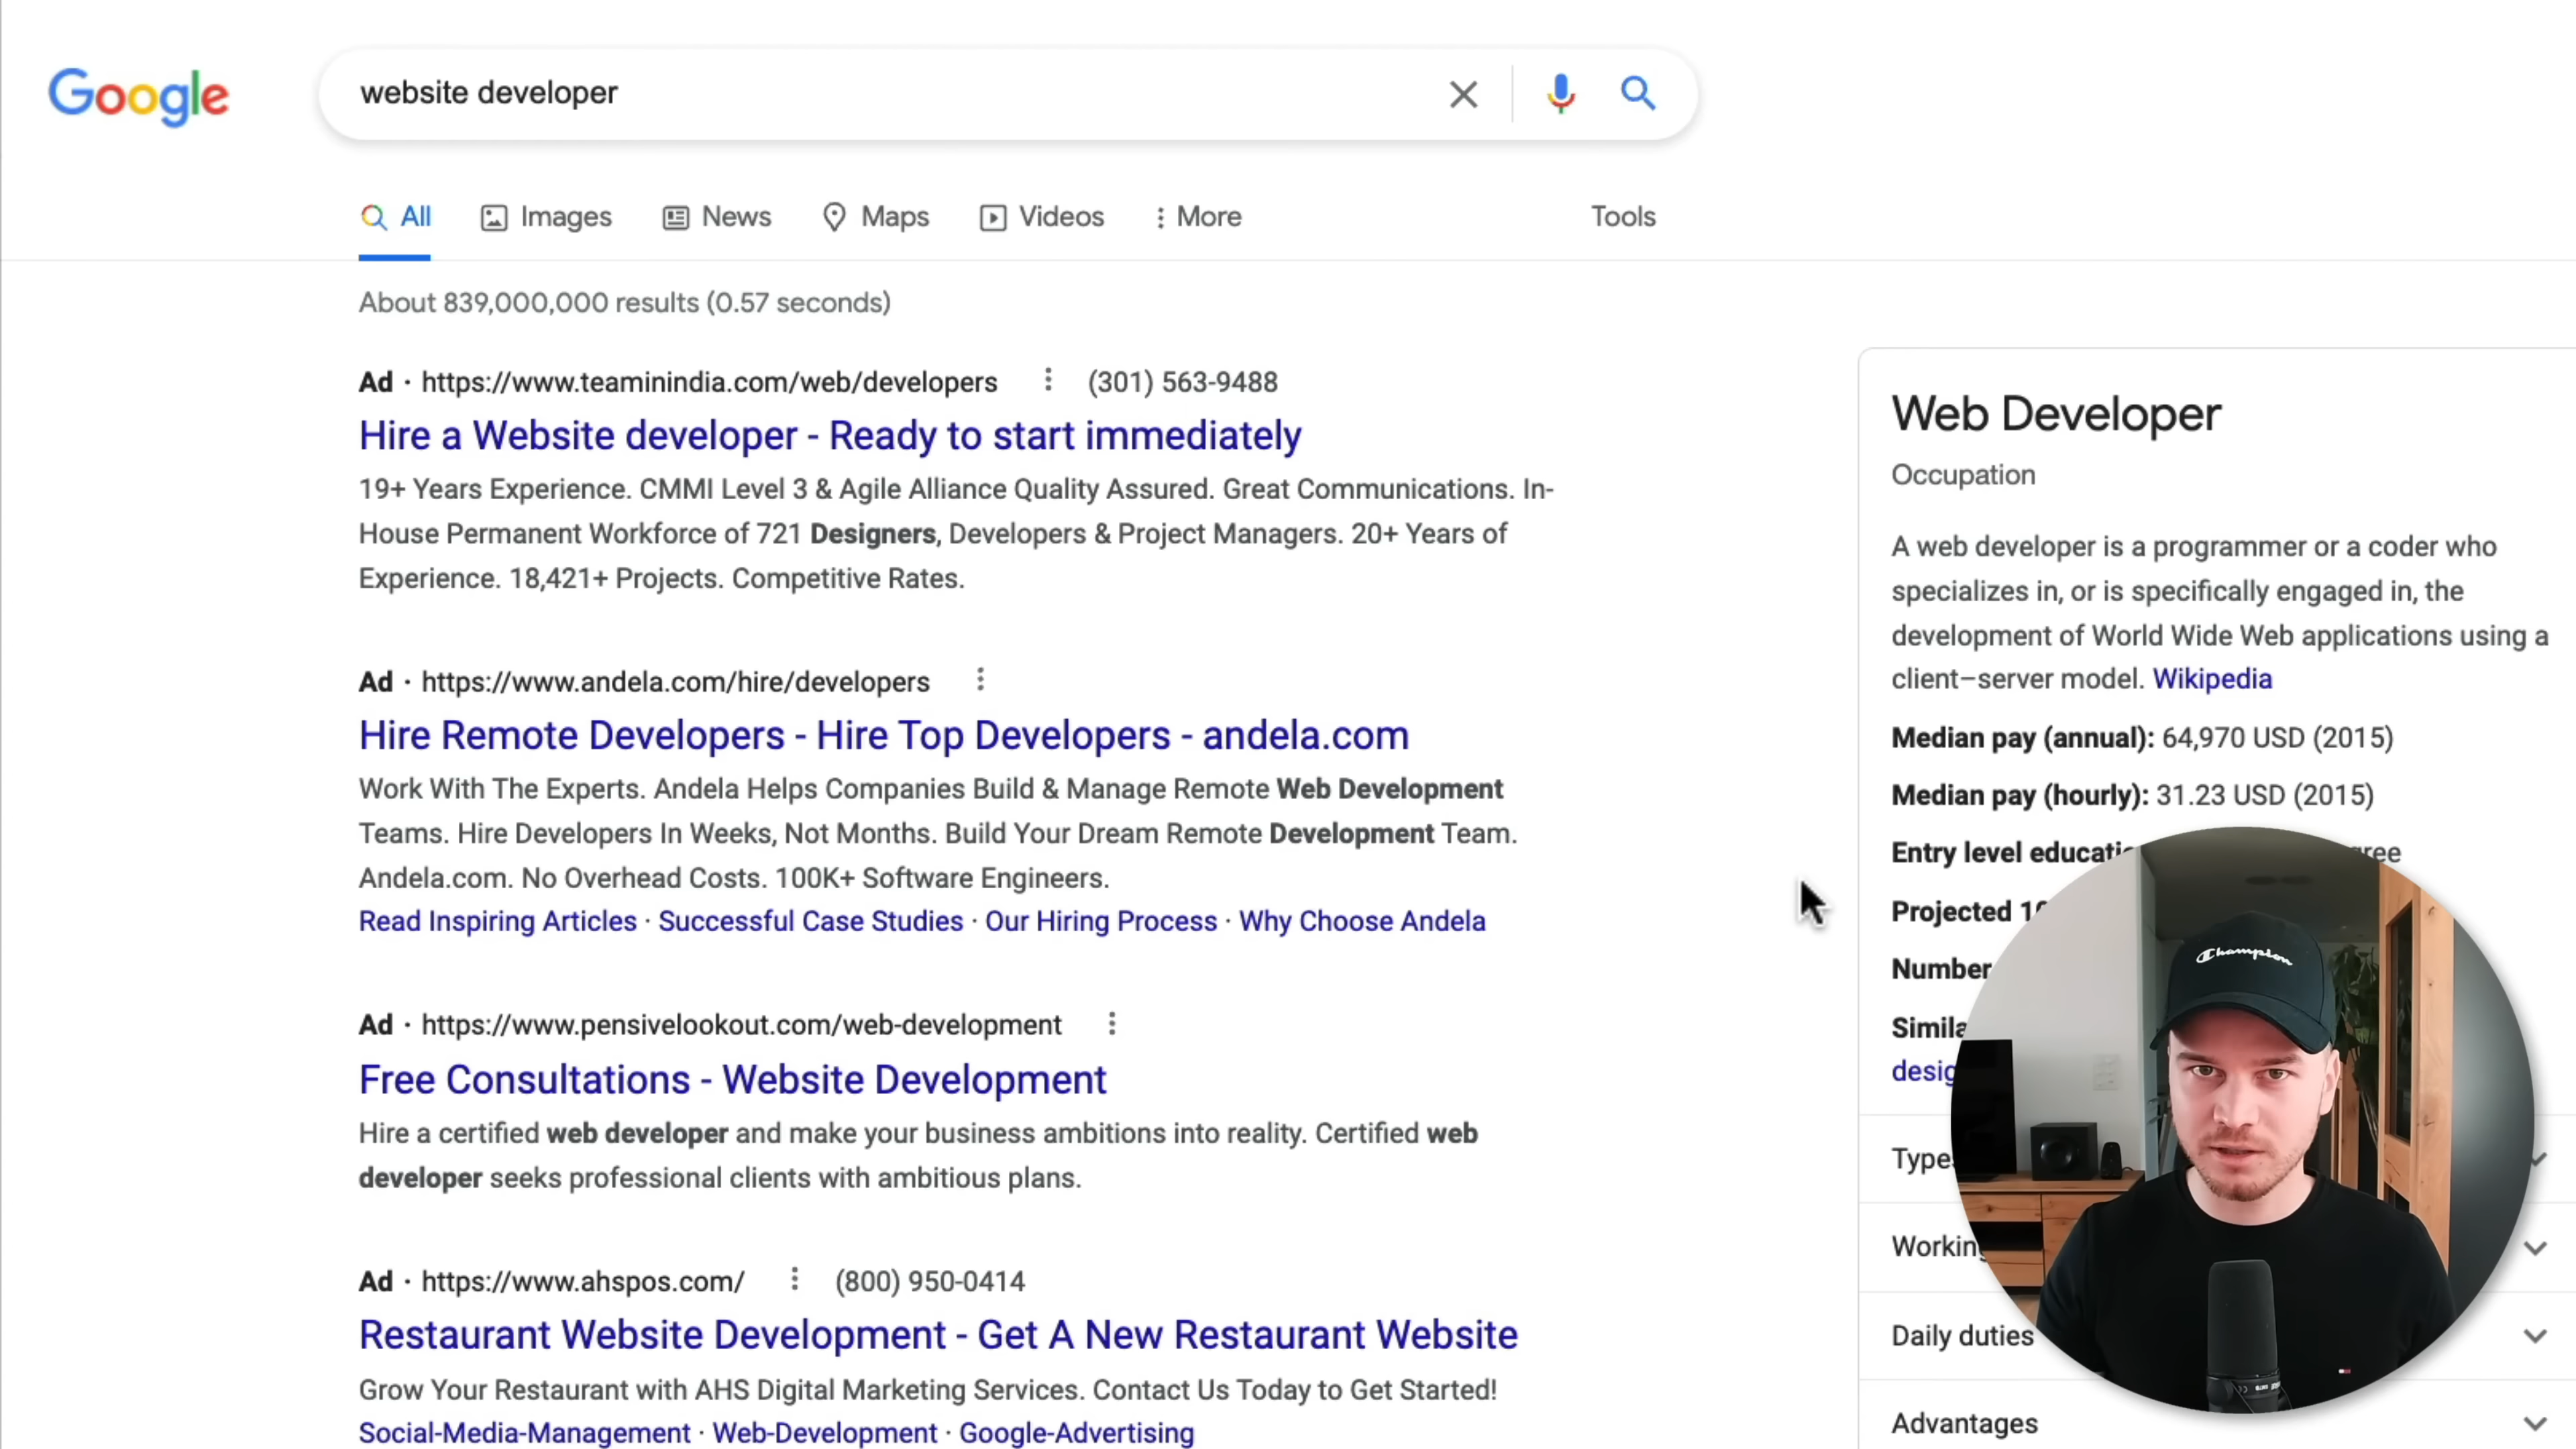 Google
website developer
All Images News Maps Videos More Tools
About 839,000,000 results (0.57 seconds)
Ad · https://www.teaminindia.com/web/developers (301) 563-9488
Hire a Website developer - Ready to start immediately
19+ Years Experience. CMMI Level 3 & Agile Alliance Quality Assured. Great Communications. In-
House Permanent Workforce of 721 Designers, Developers & Project Managers. 20+ Years of
Experience. 18,421+ Projects. Competitive Rates.
Ad · https://www.andela.com/hire/developers
Hire Remote Developers - Hire Top Developers - andela.com
Work With The Experts. Andela Helps Companies Build & Manage Remote Web Development
Teams. Hire Developers In Weeks, Not Months. Build Your Dream Remote Development Team.
Andela.com. No Overhead Costs. 100K+ Software Engineers.
Read Inspiring Articles · Successful Case Studies · Our Hiring Process · Why Choose Andela
Ad · https://www.pensivelookout.com/web-development
Free Consultations - Website Development
Hire a certified web developer and make your business ambitions into reality. Certified web
developer seeks professional clients with ambitious plans.
Ad · https://www.ahspos.com/ (800) 950-0414
Restaurant Website Development - Get A New Restaurant Website
Grow Your Restaurant with AHS Digital Marketing Services. Contact Us Today to Get Started!
Social-Media-Management · Web-Development · Google-Advertising
Web Developer
Occupation
A web developer is a programmer or a coder who
specializes in, or is specifically engaged in, the
development of World Wide Web applications using a
client–server model. Wikipedia
Median pay (annual): 64,970 USD (2015)
Median pay (hourly): 31.23 USD (2015)
Entry level
Projected
Number
Daily duties
Advantages
Champion